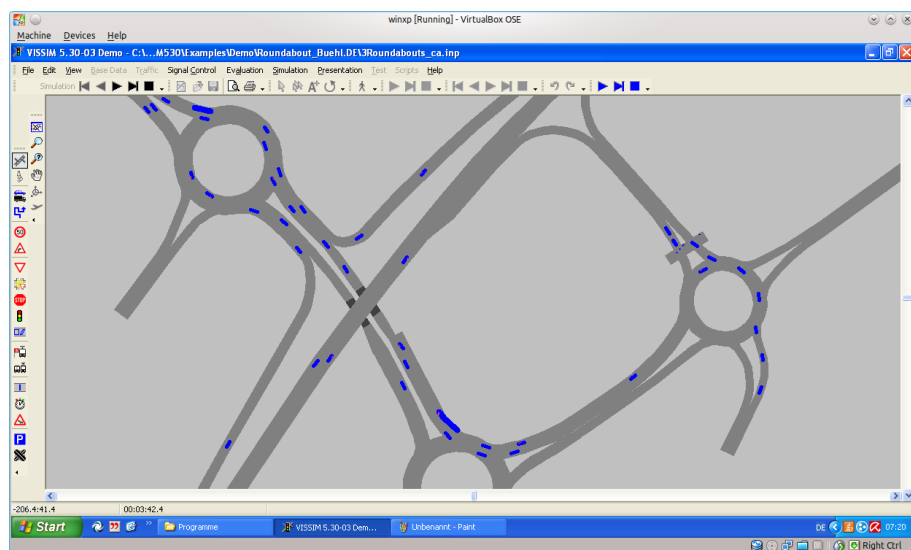 winxp [Running] - VirtualBox OSE
Machine Devices Help
VISSIM 5.30-03 Demo - C:\...M530\Examples\Demo\Roundabout_Buehl.DE\3Roundabouts_ca.inp
File Edit View Base Data Traffic Signal Control Evaluation Simulation Presentation Test Scripts Help
Simulation
50
STOP
P
-206.4:41.4 00:03:42.4
Start Programme VISSIM 5.30-03 Dem... Unbenannt - Paint DE 07:20
Right Ctrl